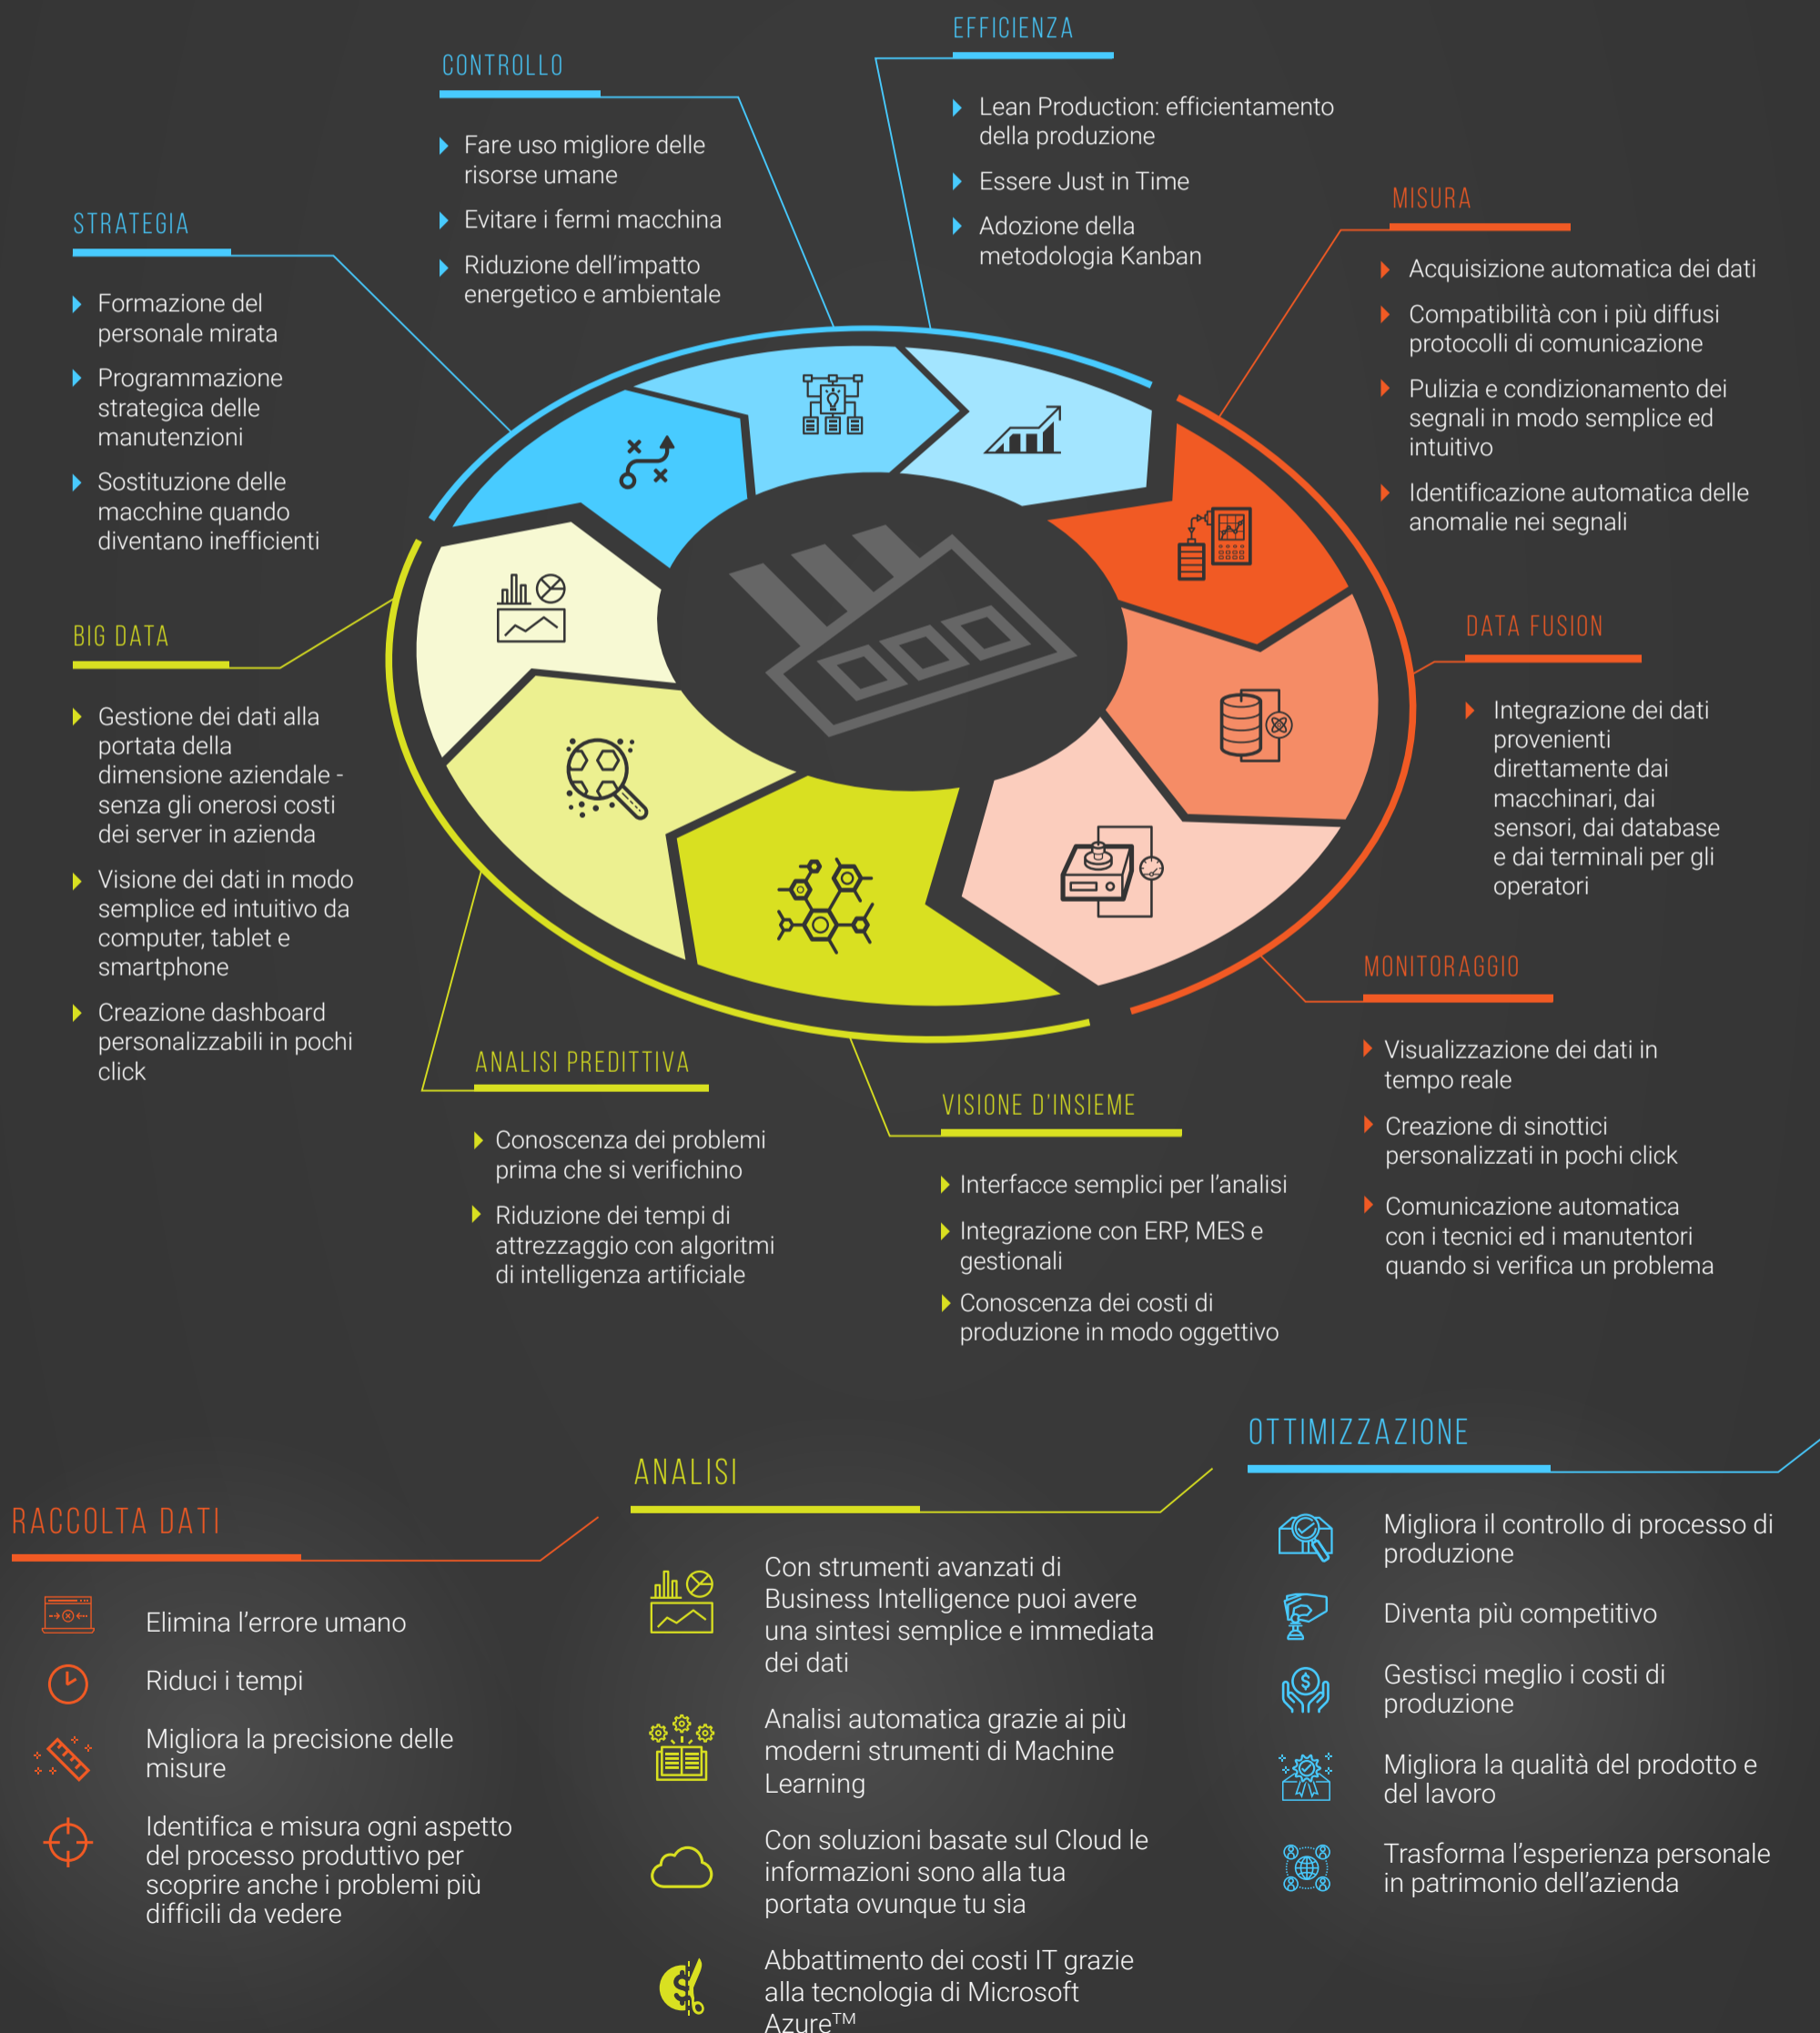 EFFICIENZA
Lean Production: efficientamento
della produzione
Essere Just in Time
Adozione della
metodologia Kanban
CONTROLLO
Fare uso migliore delle
risorse umane
Evitare i fermi macchina
Riduzione dell’impatto
energetico e ambientale
STRATEGIA
Formazione del
personale mirata
Programmazione
strategica delle
manutenzioni
Sostituzione delle
macchine quando
diventano inefficienti
MISURA
Acquisizione automatica dei dati
Compatibilità con i più diffusi
protocolli di comunicazione
Pulizia e condizionamento dei
segnali in modo semplice ed
intuitivo
Identificazione automatica delle
anomalie nei segnali
BIG DATA
Gestione dei dati alla
portata della
dimensione aziendale -
senza gli onerosi costi
dei server in azienda
Visione dei dati in modo
semplice ed intuitivo da
computer, tablet e
smartphone
Creazione dashboard
personalizzabili in pochi
click
DATA FUSION
Integrazione dei dati
provenienti
direttamente dai
macchinari, dai
sensori, dai database
e dai terminali per gli
operatori
MONITORAGGIO
Visualizzazione dei dati in
tempo reale
Creazione di sinottici
personalizzati in pochi click
Comunicazione automatica
con i tecnici ed i manutentori
quando si verifica un problema
ANALISI PREDITTIVA
Conoscenza dei problemi
prima che si verifichino
Riduzione dei tempi di
attrezzaggio con algoritmi
di intelligenza artificiale
VISIONE D’INSIEME
Interfacce semplici per l’analisi
Integrazione con ERP, MES e
gestionali
Conoscenza dei costi di
produzione in modo oggettivo
RACCOLTA DATI
Elimina l’errore umano
Riduci i tempi
Migliora la precisione delle
misure
Identifica e misura ogni aspetto
del processo produttivo per
scoprire anche i problemi più
difficili da vedere
ANALISI
Con strumenti avanzati di
Business Intelligence puoi avere
una sintesi semplice e immediata
dei dati
Analisi automatica grazie ai più
moderni strumenti di Machine
Learning
Con soluzioni basate sul Cloud le
informazioni sono alla tua
portata ovunque tu sia
Abbattimento dei costi IT grazie
alla tecnologia di Microsoft
Azure™
OTTIMIZZAZIONE
Migliora il controllo di processo di
produzione
Diventa più competitivo
Gestisci meglio i costi di
produzione
Migliora la qualità del prodotto e
del lavoro
Trasforma l’esperienza personale
in patrimonio dell’azienda